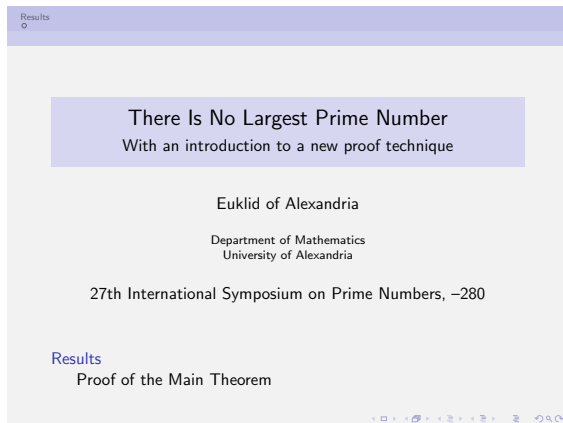 Results
There Is No Largest Prime Number
With an introduction to a new proof technique
Euklid of Alexandria
Department of Mathematics
University of Alexandria
27th International Symposium on Prime Numbers, –280
Results
Proof of the Main Theorem